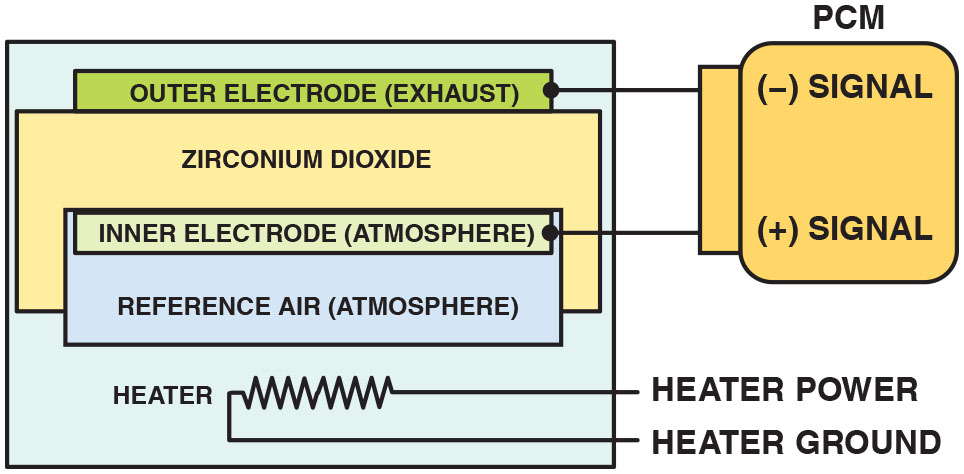 PCM
OUTER ELECTRODE (EXHAUST)
(–) SIGNAL
ZIRCONIUM DIOXIDE
INNER ELECTRODE (ATMOSPHERE)
(+) SIGNAL
REFERENCE AIR (ATMOSPHERE)
HEATER
HEATER POWER
HEATER GROUND